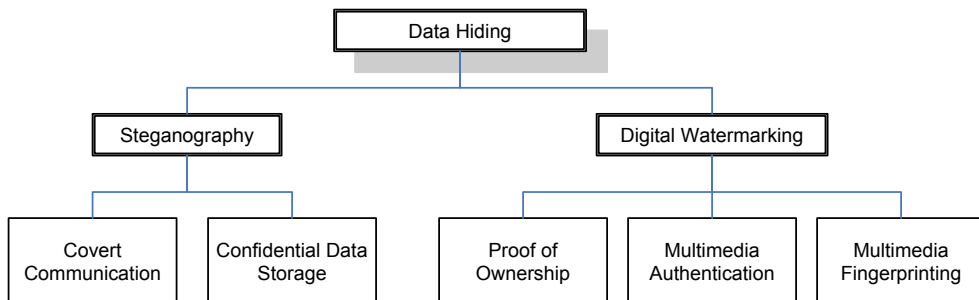 Data Hiding
Steganography
Digital Watermarking
Covert
Communication
Confidential Data
Storage
Proof of
Ownership
Multimedia
Authentication
Multimedia
Fingerprinting